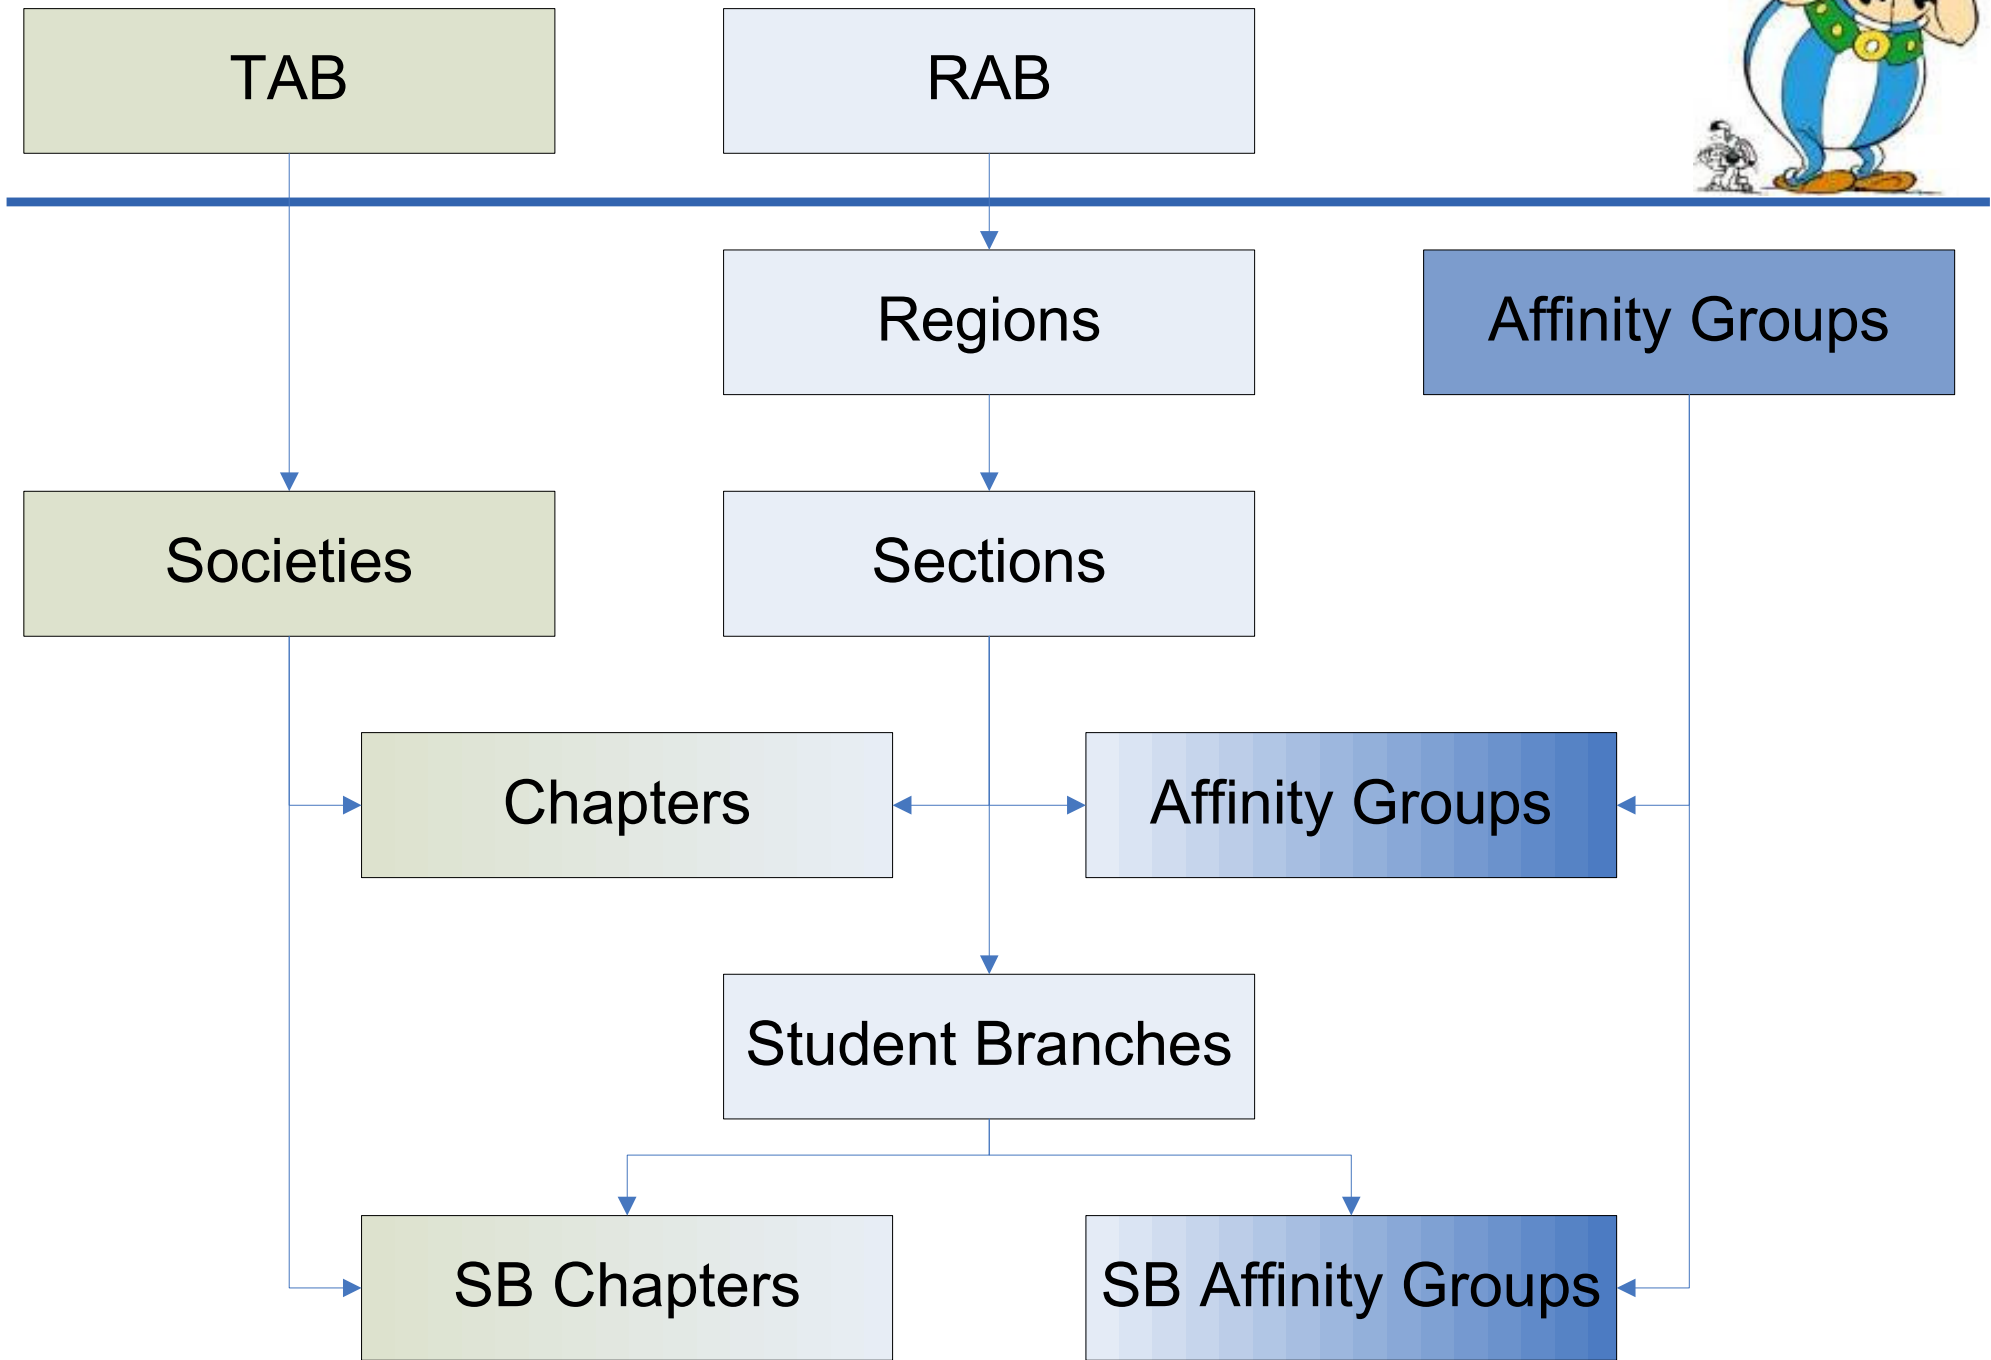 TAB
RAB
Regions
Affinity Groups
Societies
Sections
Chapters
Affinity Groups
Student Branches
SB Chapters
SB Affinity Groups